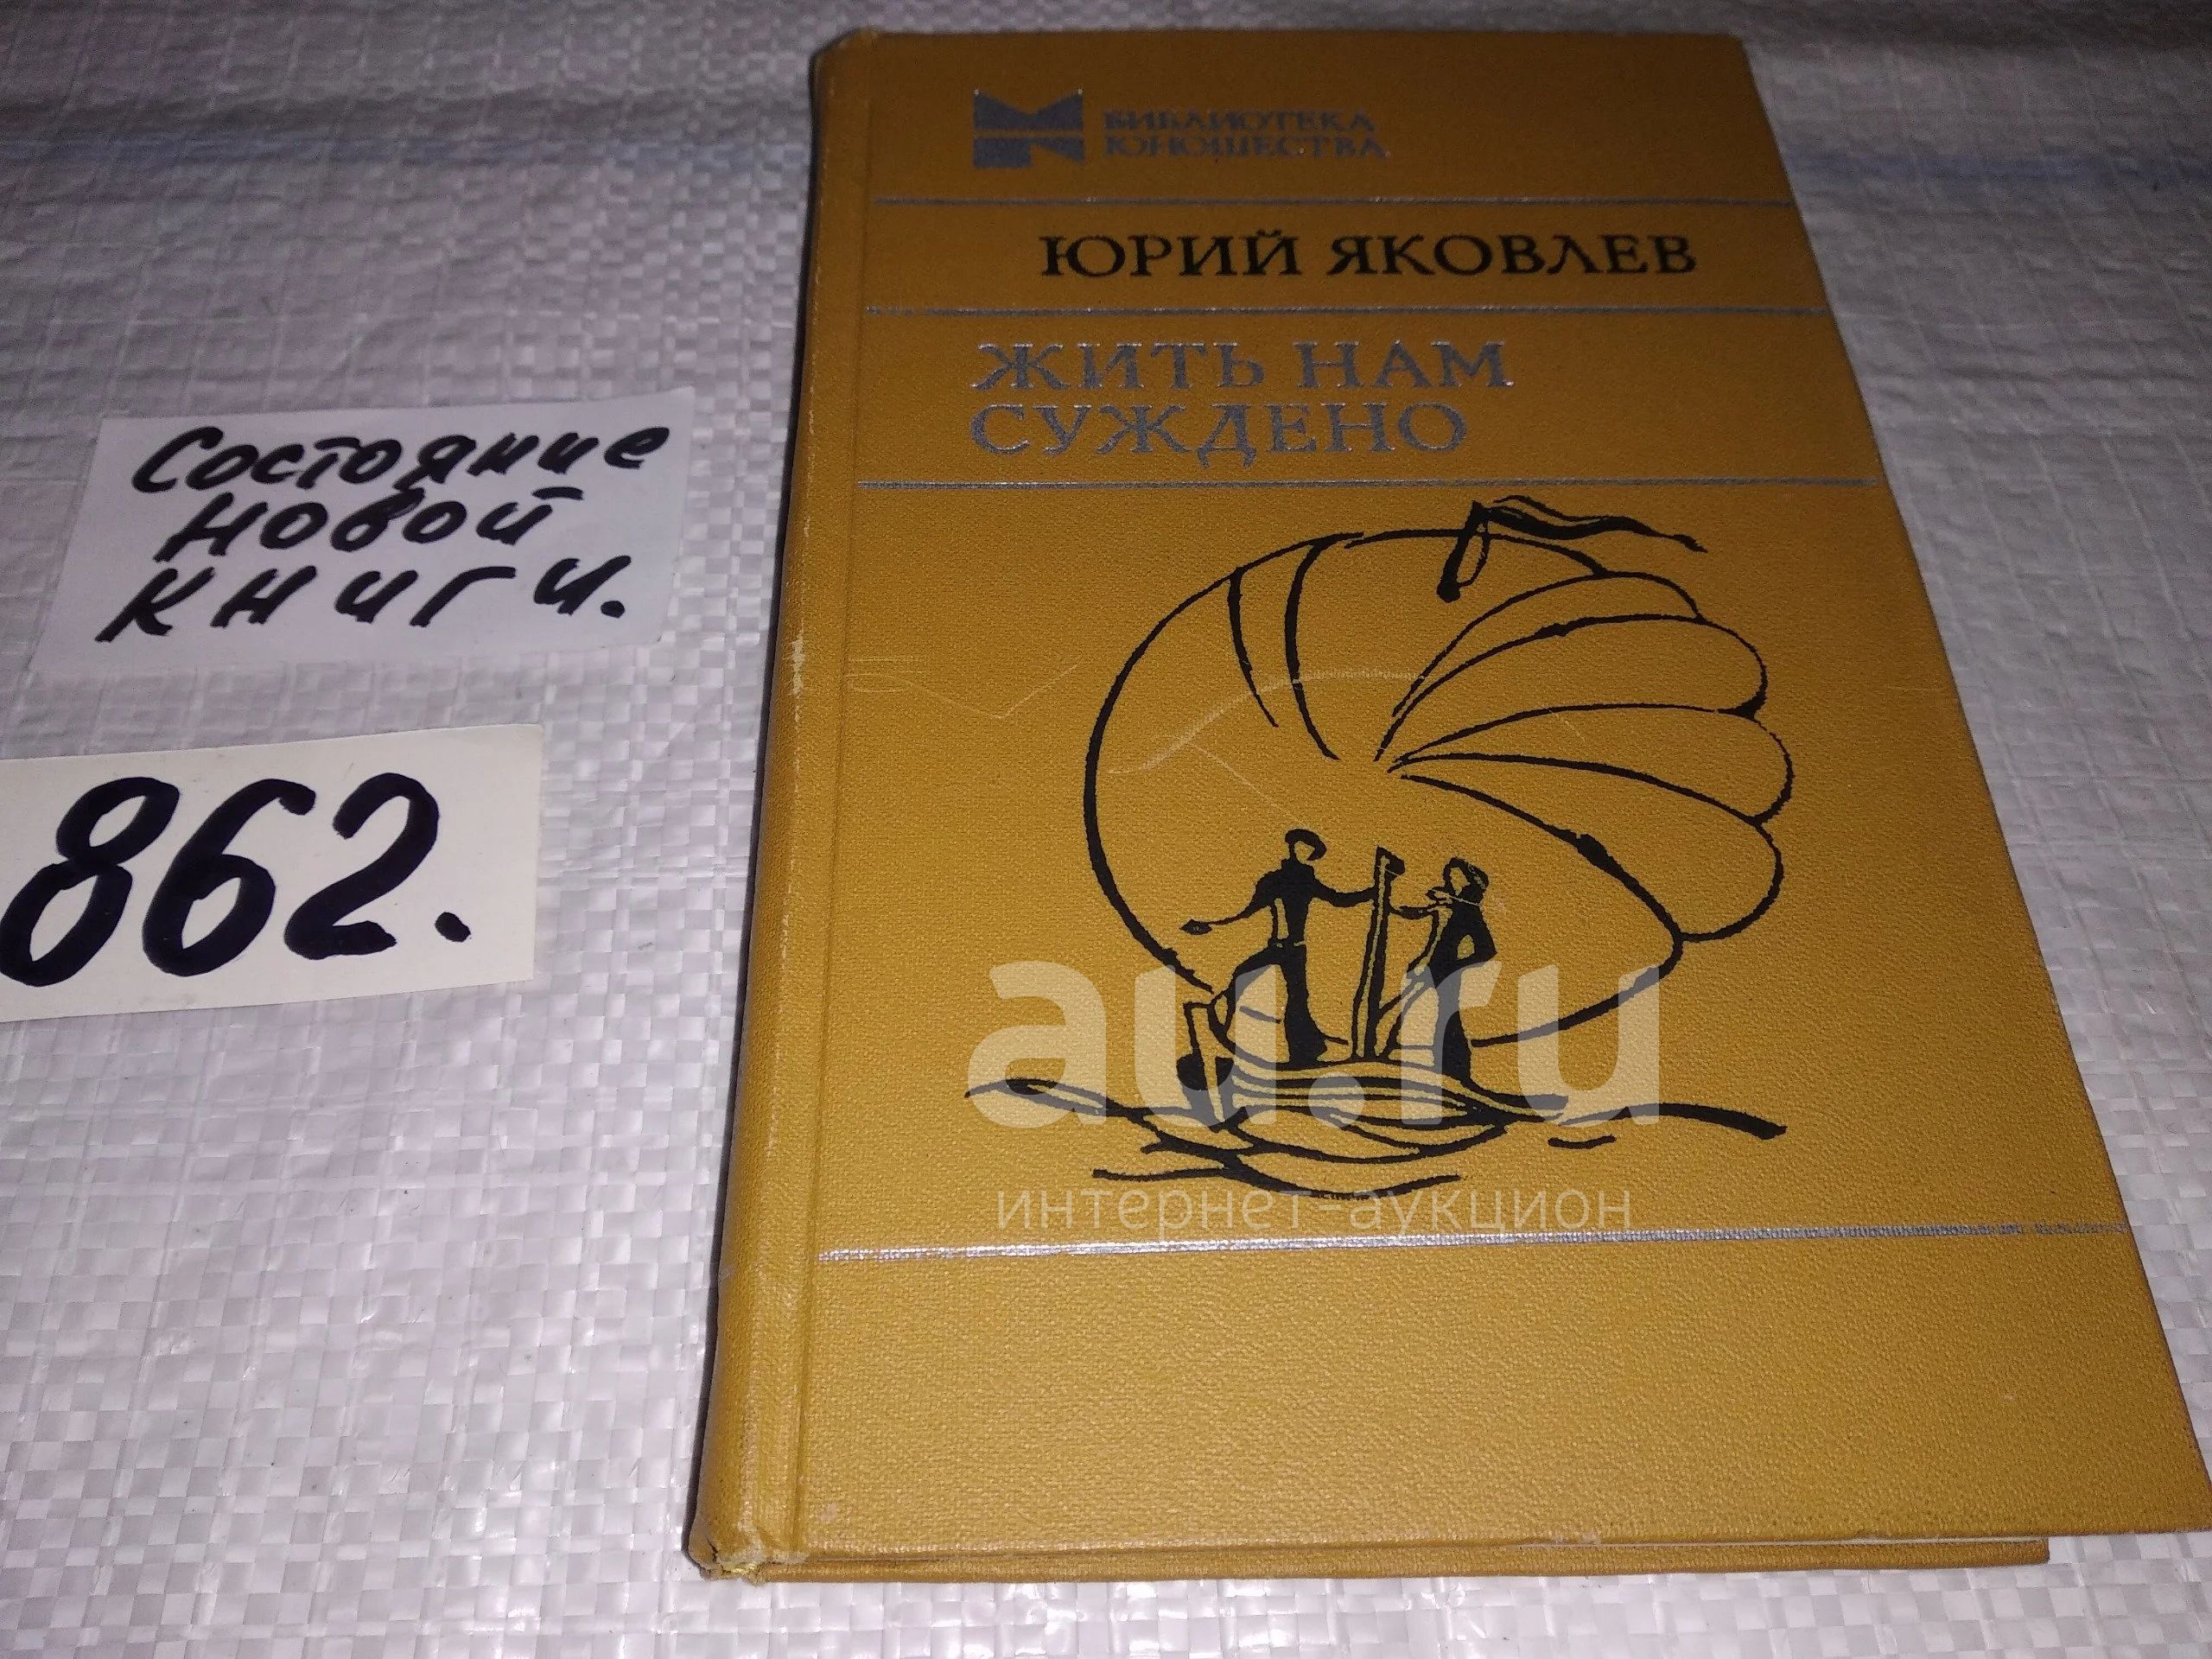 БИБЛИОТЕКА
ЮНОШЕСТВА
ЮРИЙ ЯКОВЛЕВ
ЖИТЬ НАМ
СУЖДЕНО
Состояние
новой
книги.
862.
au.ru
интернет-аукцион